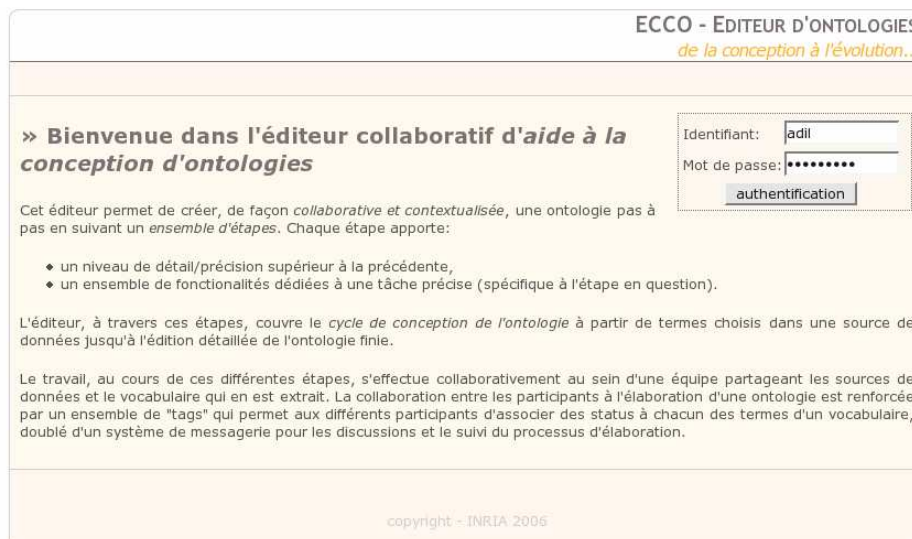 ECCO - EDITEUR D'ONTOLOGIES
de la conception à l'évolution..
» Bienvenue dans l'éditeur collaboratif d'aide à la
conception d'ontologies
Identifiant: adil
Mot de passe: •••••••••
authentification
Cet éditeur permet de créer, de façon collaborative et contextualisée, une ontologie pas à
pas en suivant un ensemble d'étapes. Chaque étape apporte:
un niveau de détail/précision supérieur à la précédente,
un ensemble de fonctionalités dédiées à une tâche précise (spécifique à l'étape en question).
L'éditeur, à travers ces étapes, couvre le cycle de conception de l'ontologie à partir de termes choisis dans une source de
données jusqu'à l'édition détaillée de l'ontologie finie.
Le travail, au cours de ces différentes étapes, s'effectue collaborativement au sein d'une équipe partageant les sources de
données et le vocabulaire qui en est extrait. La collaboration entre les participants à l'élaboration d'une ontologie est renforcée
par un ensemble de "tags" qui permet aux différents participants d'associer des status à chacun des termes d'un vocabulaire,
doublé d'un système de messagerie pour les discussions et le suivi du processus d'élaboration.
copyright - INRIA 2006